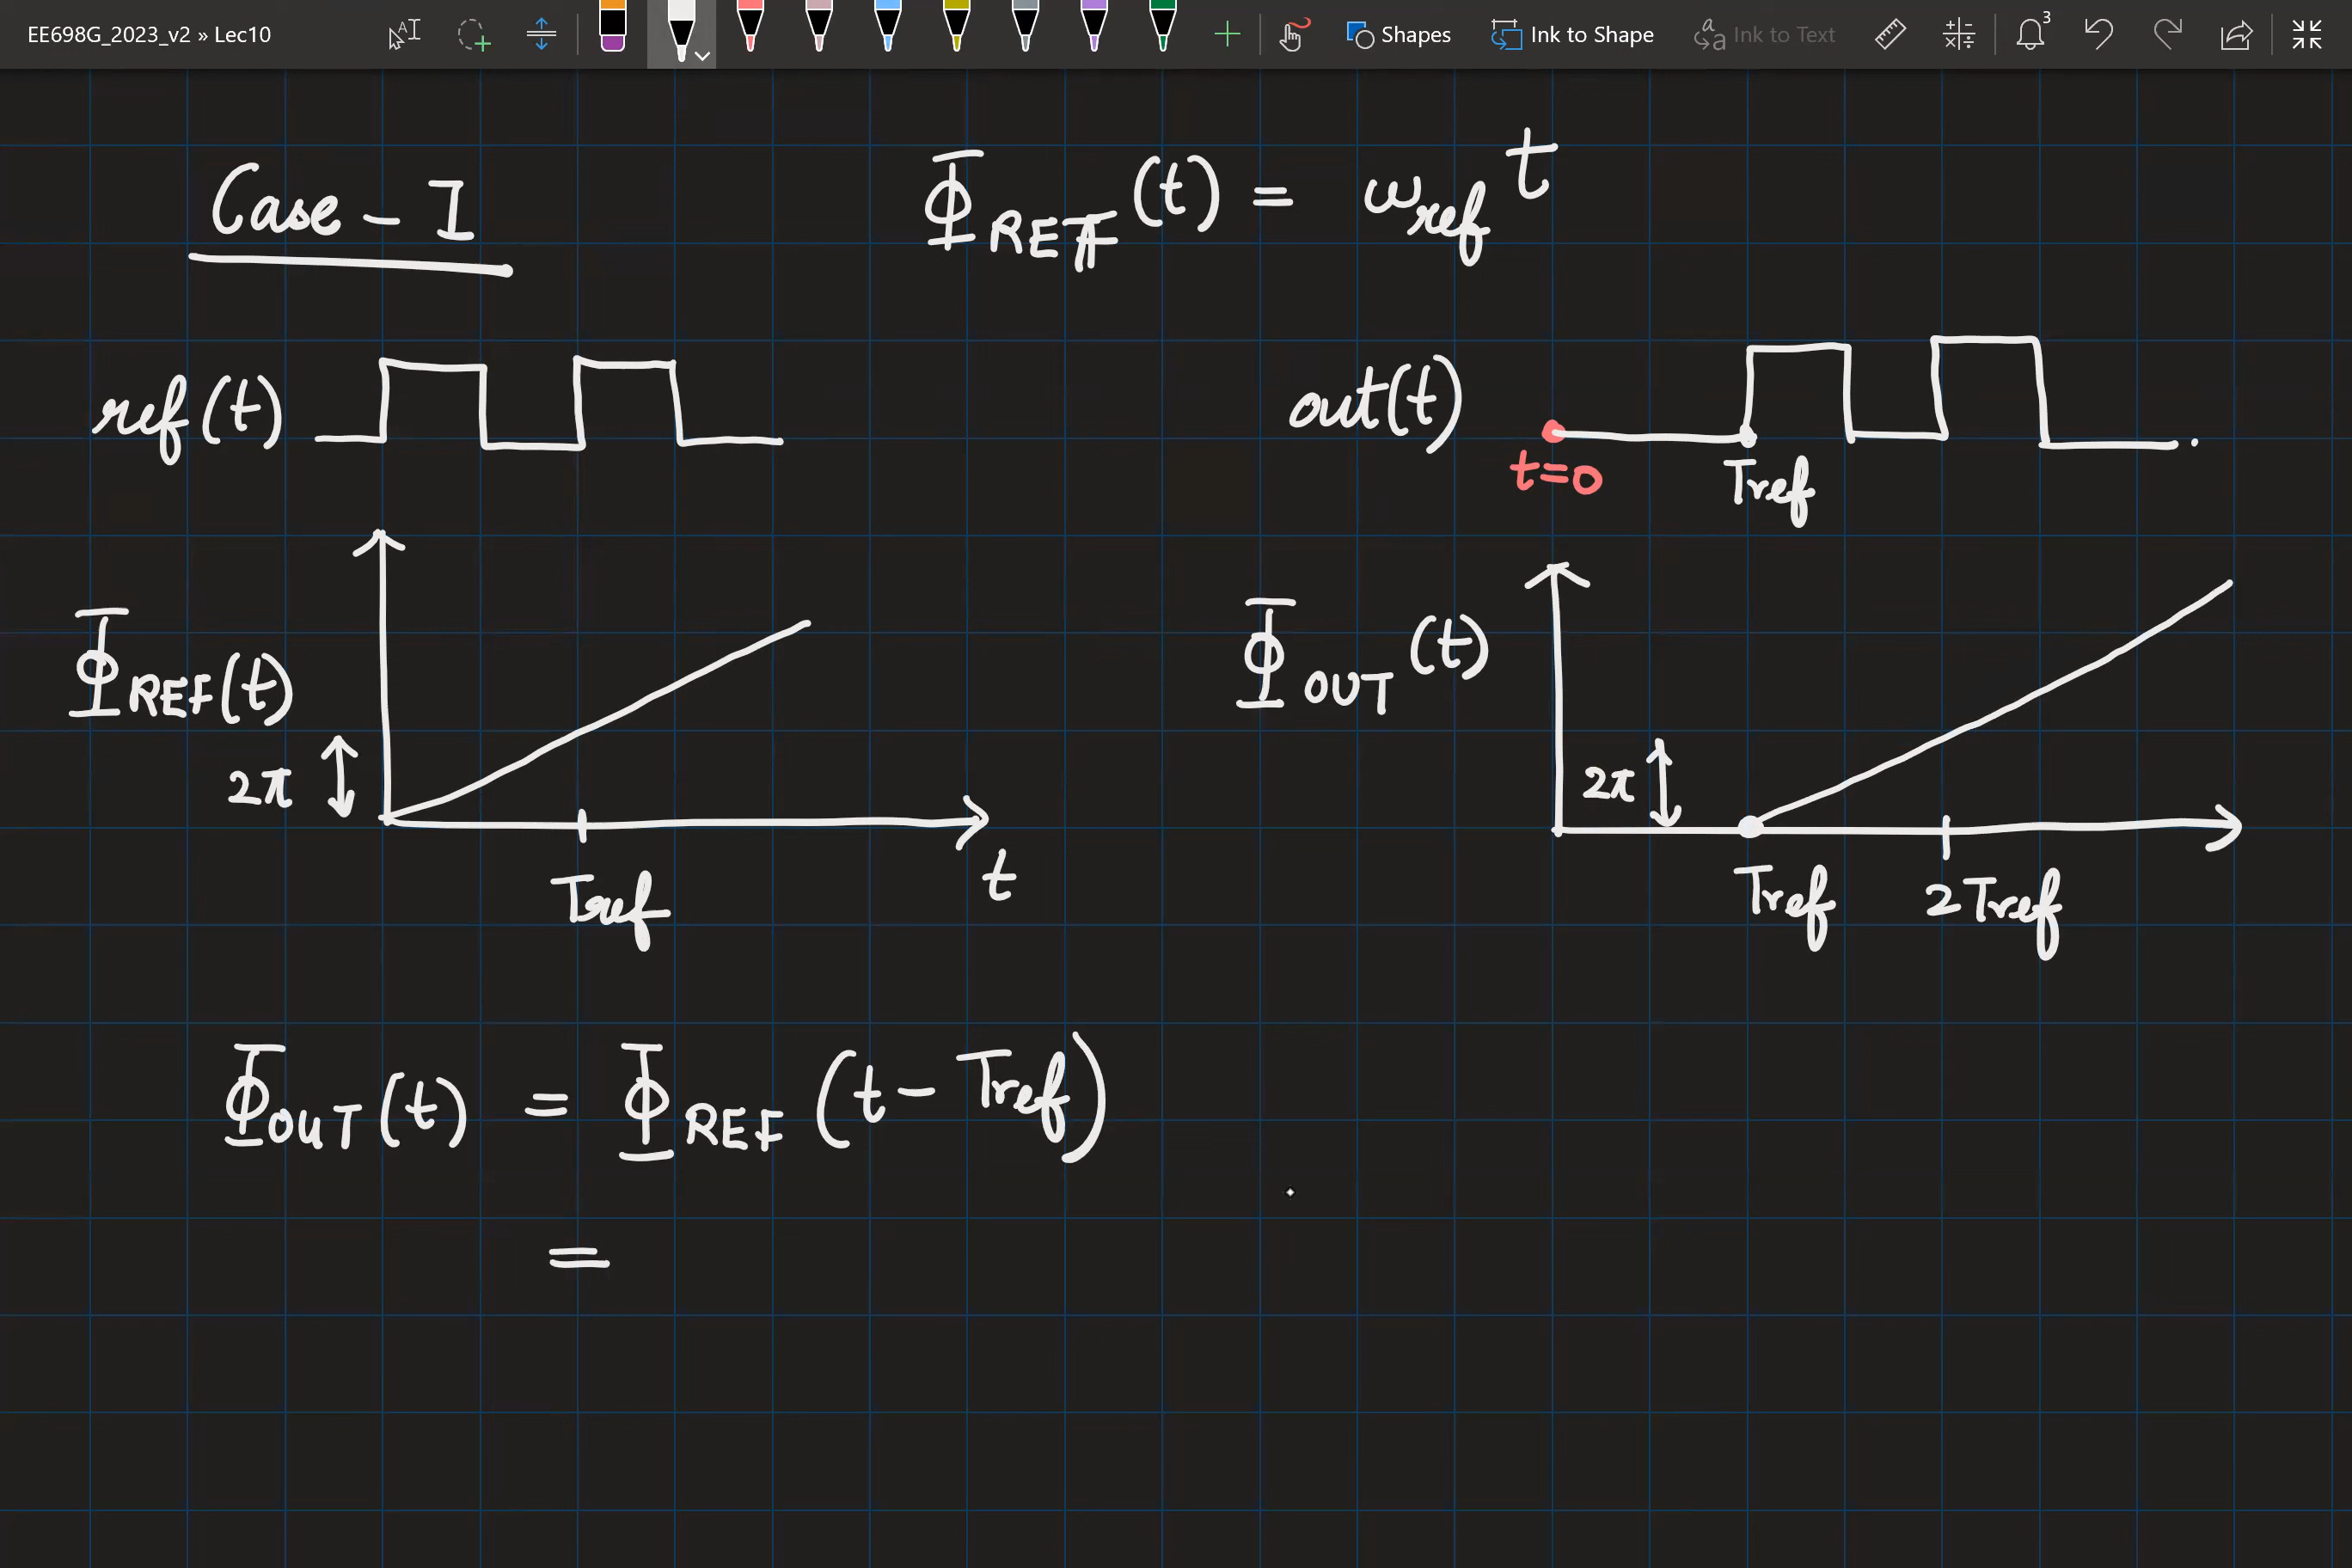 EE698G_2023_v2 » Lec10
Shapes
Ink to Shape
Ink to Text
3
Case - I
Φ_REF(t) = ω_ref t
ref(t)
out(t)
t=0
Tref
Φ_REF(t)
2π
Tref
t
Φ_OUT(t)
2π
Tref
2Tref
Φ_OUT(t) = Φ_REF(t - Tref)
=